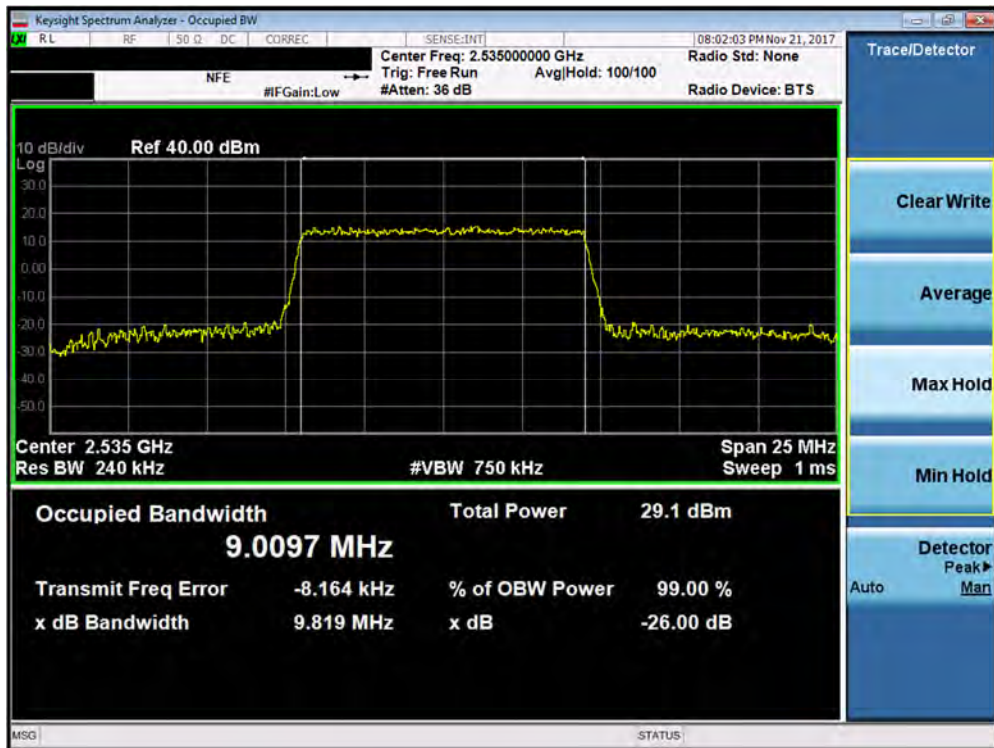 Keysight Spectrum Analyzer - Occupied BW
LXI RL RF 50 Ω DC CORREC SENSE:INT 08:02:03 PM Nov 21, 2017
Center Freq: 2.535000000 GHz Radio Std: None
NFE Trig: Free Run Avg|Hold: 100/100
#IFGain:Low #Atten: 36 dB Radio Device: BTS
Trace/Detector
10 dB/div Ref 40.00 dBm
Log
30.0
20.0
10.0
0.00
-10.0
-20.0
-30.0
-40.0
-50.0
Center 2.535 GHz Span 25 MHz
Res BW 240 kHz #VBW 750 kHz Sweep 1 ms
Occupied Bandwidth Total Power 29.1 dBm
9.0097 MHz
Transmit Freq Error -8.164 kHz % of OBW Power 99.00 %
x dB Bandwidth 9.819 MHz x dB -26.00 dB
Clear Write
Average
Max Hold
Min Hold
Detector
Peak▶
Auto Man
MSG STATUS